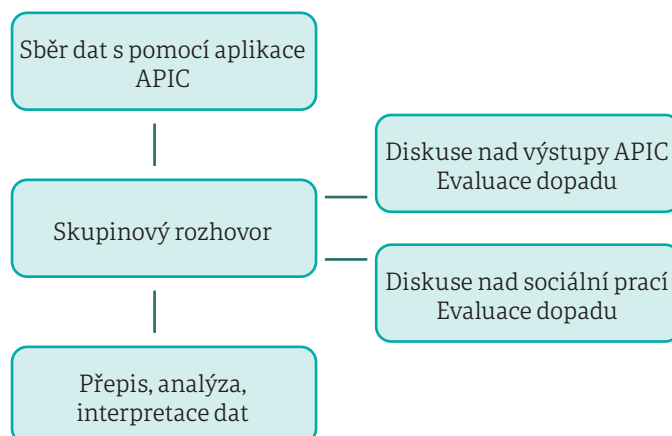 Sběr dat s pomocí aplikace
APIC
Diskuse nad výstupy APIC
Evaluace dopadu
Skupinový rozhovor
Diskuse nad sociální prací
Evaluace dopadu
Přepis, analýza,
interpretace dat